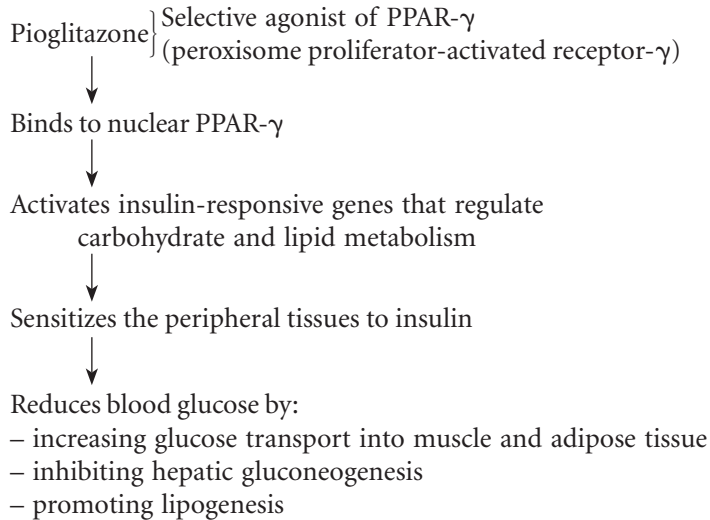 Pioglitazone} Selective agonist of PPAR-γ
(peroxisome proliferator-activated receptor-γ)
Binds to nuclear PPAR-γ
Activates insulin-responsive genes that regulate
carbohydrate and lipid metabolism
Sensitizes the peripheral tissues to insulin
Reduces blood glucose by:
– increasing glucose transport into muscle and adipose tissue
– inhibiting hepatic gluconeogenesis
– promoting lipogenesis